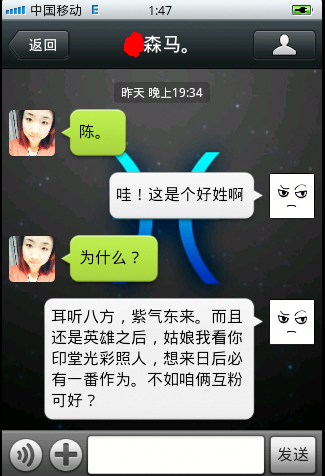 中国移动 E 1:47
返回 森马。
昨天 晚上19:34
陈。
哇！这是个好姓啊
为什么？
耳听八方，紫气东来。而且
还是英雄之后，姑娘我看你
印堂光彩照人，想来日后必
有一番作为。不如咱俩互粉
可好？
发送